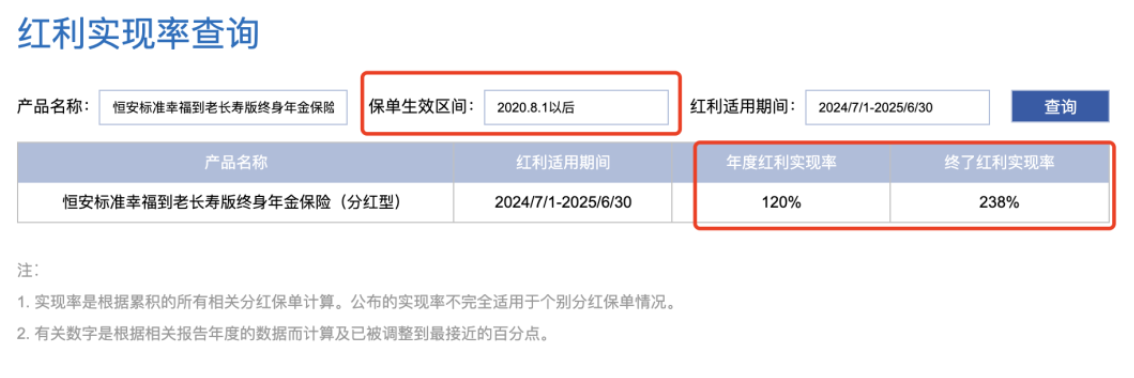 红利实现率查询
产品名称： 恒安标准幸福到老长寿版终身年金保险 保单生效区间： 2020.8.1以后 红利适用期间： 2024/7/1-2025/6/30 查询
产品名称 红利适用期间 年度红利实现率 终了红利实现率
恒安标准幸福到老长寿版终身年金保险（分红型） 2024/7/1-2025/6/30 120% 238%
注：
1. 实现率是根据累积的所有相关分红保单计算。公布的实现率不完全适用于个别分红保单情况。
2. 有关数字是根据相关报告年度的数据而计算及已被调整到最接近的百分点。